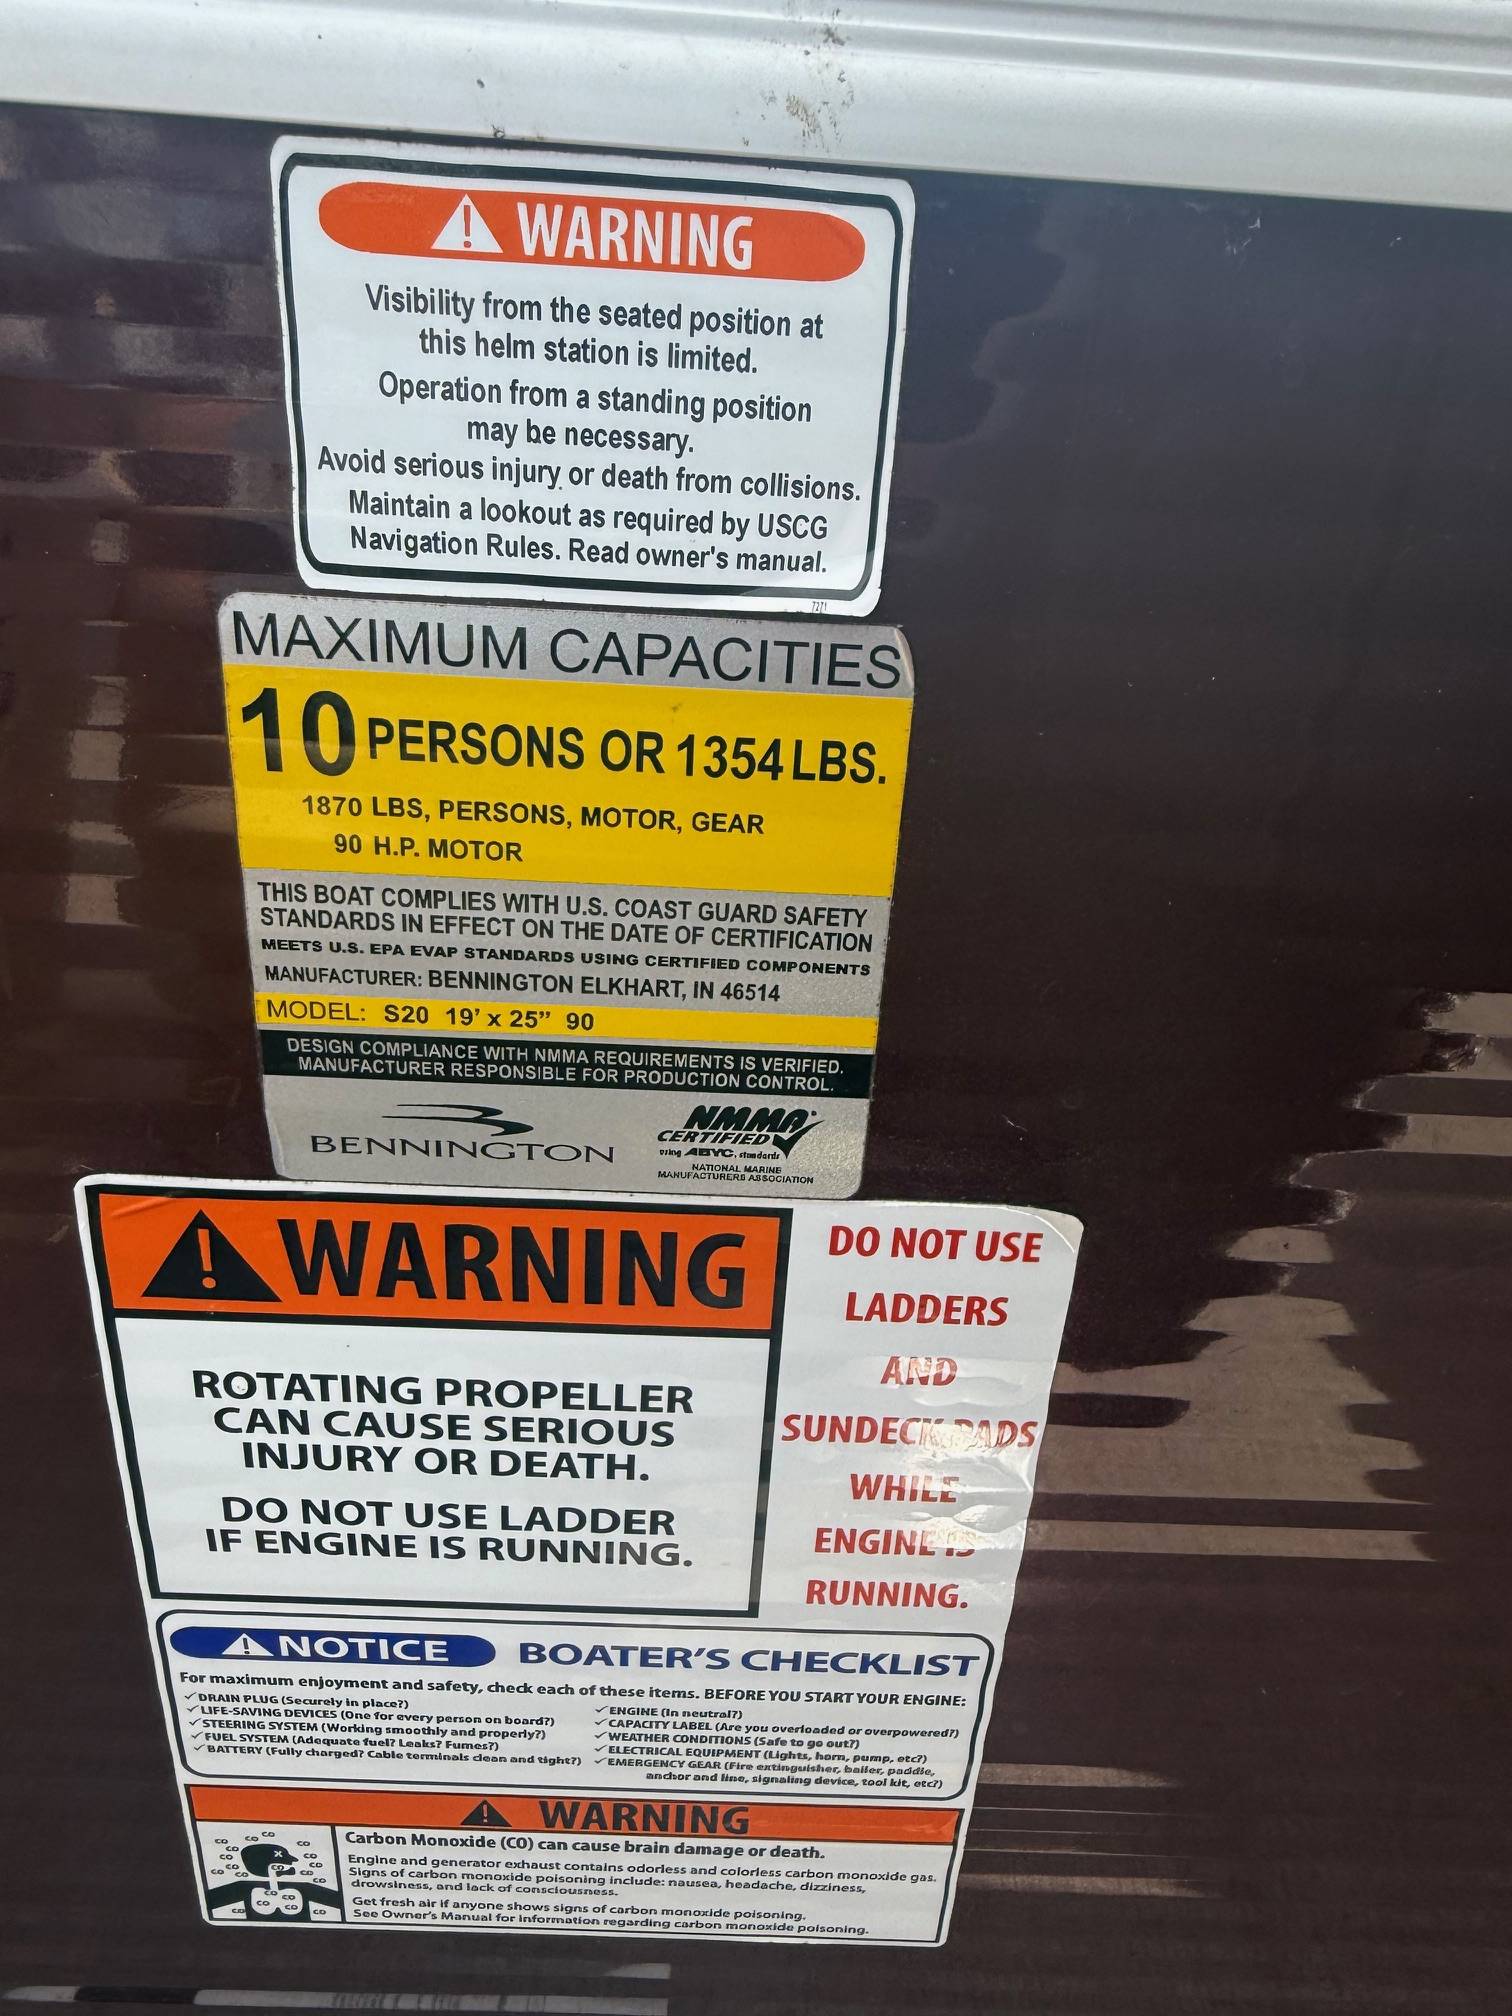 WARNING
Visibility from the seated position at
this helm station is limited.
Operation from a standing position
may be necessary.
Avoid serious injury or death from collisions.
Maintain a lookout as required by USCG
Navigation Rules. Read owner's manual.
7271
MAXIMUM CAPACITIES
10 PERSONS OR 1354 LBS.
1870 LBS, PERSONS, MOTOR, GEAR
90 H.P. MOTOR
THIS BOAT COMPLIES WITH U.S. COAST GUARD SAFETY
STANDARDS IN EFFECT ON THE DATE OF CERTIFICATION
MEETS U.S. EPA EVAP STANDARDS USING CERTIFIED COMPONENTS
MANUFACTURER: BENNINGTON ELKHART, IN 46514
MODEL: S20 19' x 25" 90
DESIGN COMPLIANCE WITH NMMA REQUIREMENTS IS VERIFIED.
MANUFACTURER RESPONSIBLE FOR PRODUCTION CONTROL.
BENNINGTON
NMMA
CERTIFIED
using ABYC, standards
NATIONAL MARINE
MANUFACTURERS ASSOCIATION
WARNING
ROTATING PROPELLER
CAN CAUSE SERIOUS
INJURY OR DEATH.
DO NOT USE LADDER
IF ENGINE IS RUNNING.
DO NOT USE
LADDERS
AND
SUNDECK PADS
WHILE
ENGINE IS
RUNNING.
NOTICE BOATER'S CHECKLIST
For maximum enjoyment and safety, check each of these items. BEFORE YOU START YOUR ENGINE:
✓DRAIN PLUG (Securely in place?)
✓LIFE-SAVING DEVICES (One for every person on board?)
✓STEERING SYSTEM (Working smoothly and properly?)
✓FUEL SYSTEM (Adequate fuel? Leaks? Fumes?)
✓BATTERY (Fully charged? Cable terminals clean and tight?)
✓ENGINE (In neutral?)
✓CAPACITY LABEL (Are you overloaded or overpowered?)
✓WEATHER CONDITIONS (Safe to go out?)
✓ELECTRICAL EQUIPMENT (Lights, horn, pump, etc?)
✓EMERGENCY GEAR (Fire extinguisher, bailer, paddle,
anchor and line, signaling device, tool kit, etc?)
WARNING
Carbon Monoxide (CO) can cause brain damage or death.
Engine and generator exhaust contains odorless and colorless carbon monoxide gas.
Signs of carbon monoxide poisoning include: nausea, headache, dizziness,
drowsiness, and lack of consciousness.
Get fresh air if anyone shows signs of carbon monoxide poisoning.
See Owner's Manual for information regarding carbon monoxide poisoning.